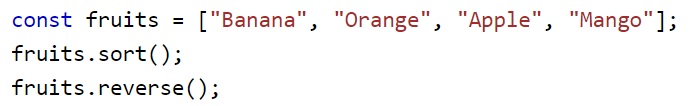 const fruits = ["Banana", "Orange", "Apple", "Mango"];
fruits.sort();
fruits.reverse();